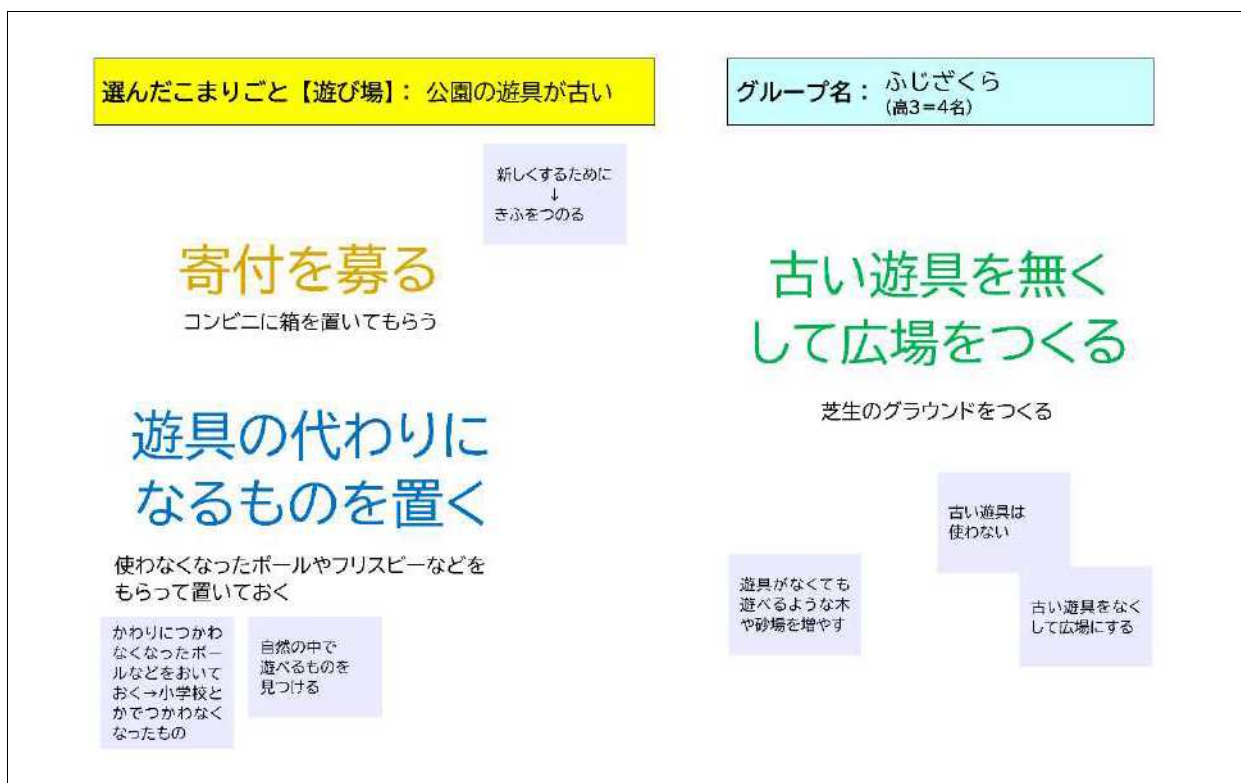 選んだこまりごと【遊び場】： 公園の遊具が古い
グループ名： ふじざくら
(高3＝4名)
新しくするために
↓
きふをつのる
寄付を募る
コンビニに箱を置いてもらう
遊具の代わりに
なるものを置く
使わなくなったボールやフリスビーなどを
もらって置いておく
かわりにつかわ
なくなったボー
ルなどをおいて
おく→小学校と
かでつかわなく
なったもの
自然の中で
遊べるものを
見つける
古い遊具を無く
して広場をつくる
芝生のグラウンドをつくる
古い遊具は
使わない
遊具がなくても
遊べるような木
や砂場を増やす
古い遊具をなく
して広場にする